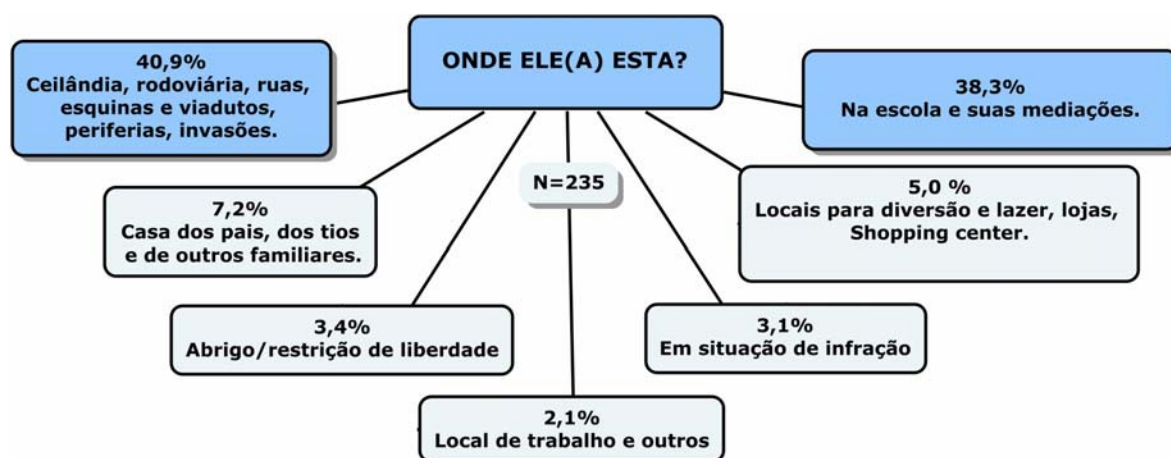 ONDE ELE(A) ESTA?
40,9%
Ceilândia, rodoviária, ruas,
esquinas e viadutos,
periferias, invasões.
38,3%
Na escola e suas mediações.
N=235
7,2%
Casa dos pais, dos tios
e de outros familiares.
5,0 %
Locais para diversão e lazer, lojas,
Shopping center.
3,4%
Abrigo/restrição de liberdade
3,1%
Em situação de infração
2,1%
Local de trabalho e outros